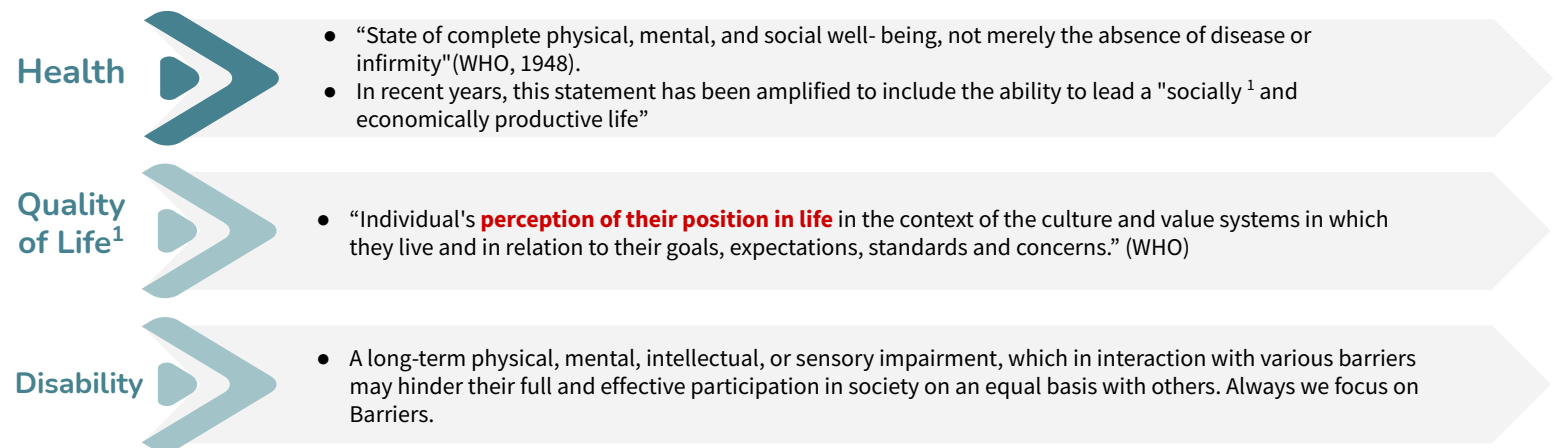 Health
● “State of complete physical, mental, and social well- being, not merely the absence of disease or
infirmity"(WHO, 1948).
● In recent years, this statement has been amplified to include the ability to lead a "socially ¹ and
economically productive life”
Quality
of Life¹
● “Individual's perception of their position in life in the context of the culture and value systems in which
they live and in relation to their goals, expectations, standards and concerns.” (WHO)
Disability
● A long-term physical, mental, intellectual, or sensory impairment, which in interaction with various barriers
may hinder their full and effective participation in society on an equal basis with others. Always we focus on
Barriers.